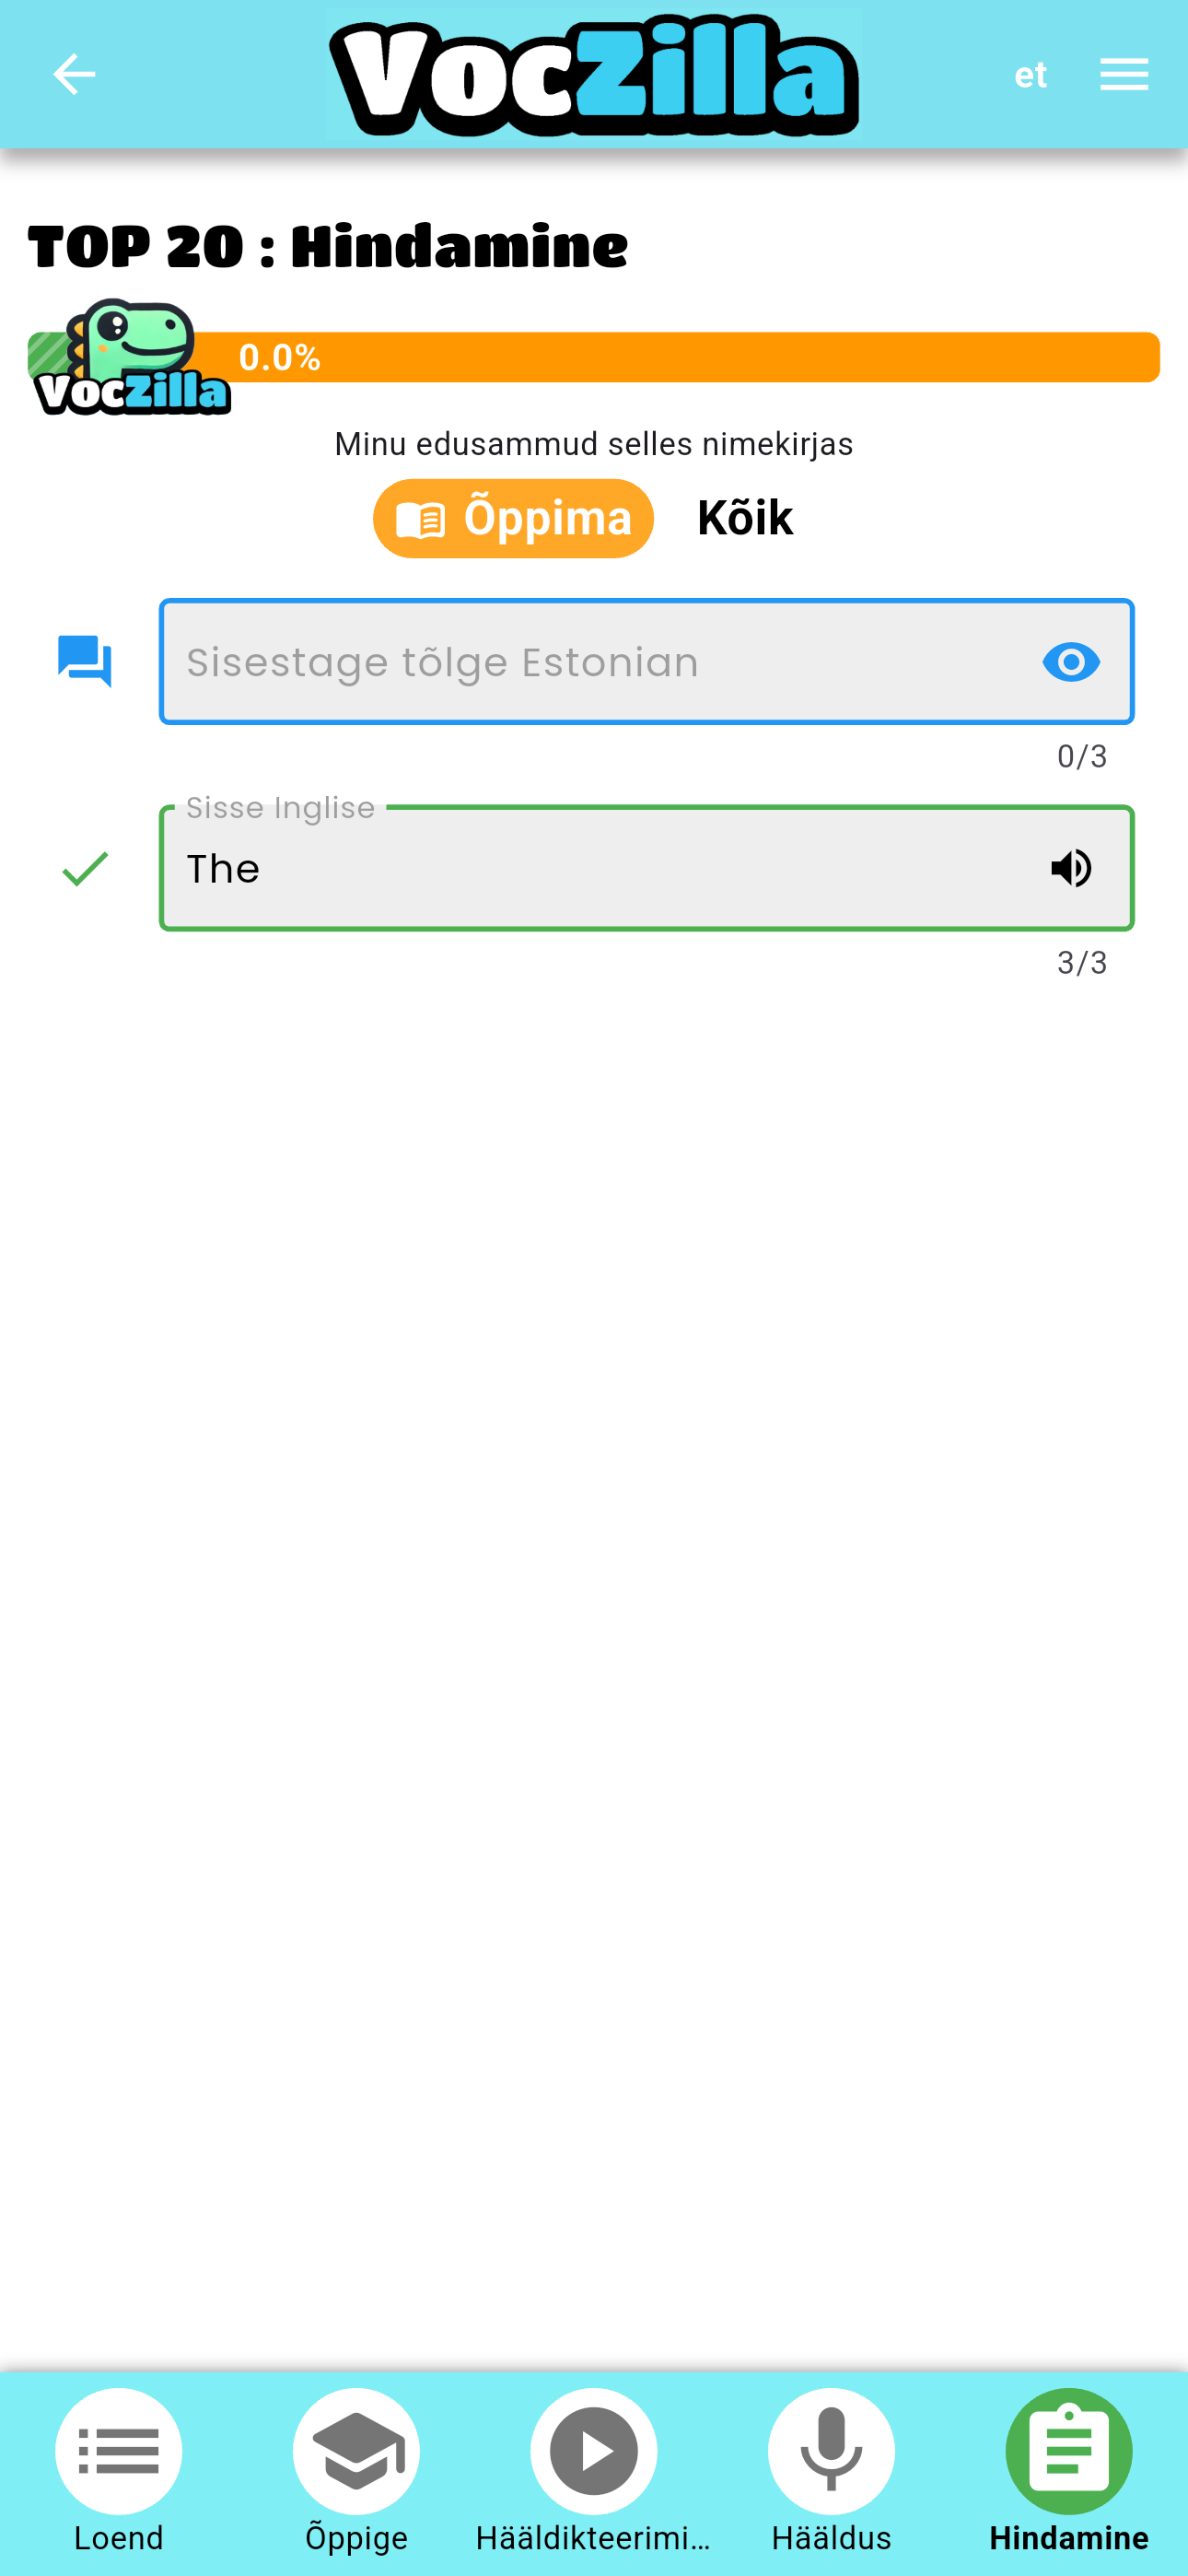 VocZilla
et
TOP 20 : Hindamine
VocZilla
0.0%
Minu edusammud selles nimekirjas
Õppima
Kõik
Sisestage tõlge Estonian
0/3
Sisse Inglise
The
3/3
Loend
Õppige
Hääldikteerimi...
Hääldus
Hindamine